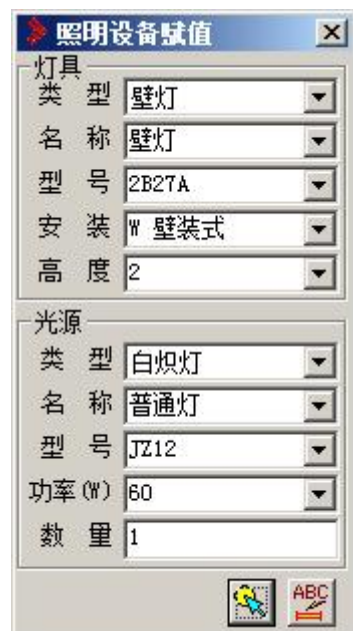 照明设备赋值
灯具
类 型 壁灯
名 称 壁灯
型 号 2B27A
安 装 W 壁装式
高 度 2
光源
类 型 白炽灯
名 称 普通灯
型 号 JZ12
功率(W) 60
数 量 1
ABC